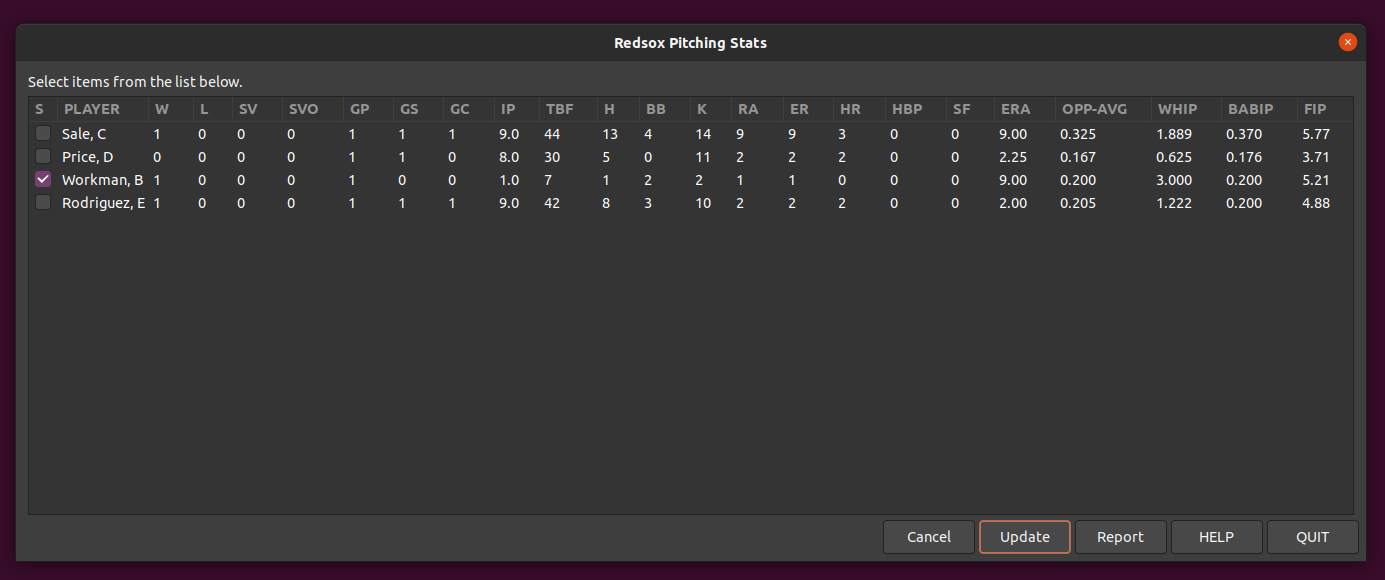 Redsox Pitching Stats
Select items from the list below.
S PLAYER W L SV SVO GP GS GC IP TBF H BB K RA ER HR HBP SF ERA OPP-AVG WHIP BABIP FIP
Sale, C 1 0 0 0 1 1 1 9.0 44 13 4 14 9 9 3 0 0 9.00 0.325 1.889 0.370 5.77
Price, D 0 0 0 0 1 1 0 8.0 30 5 0 11 2 2 2 0 0 2.25 0.167 0.625 0.176 3.71
Workman, B 1 0 0 0 1 0 0 1.0 7 1 2 2 1 1 0 0 0 9.00 0.200 3.000 0.200 5.21
Rodriguez, E 1 0 0 0 1 1 1 9.0 42 8 3 10 2 2 2 0 0 2.00 0.205 1.222 0.200 4.88
Cancel Update Report HELP QUIT